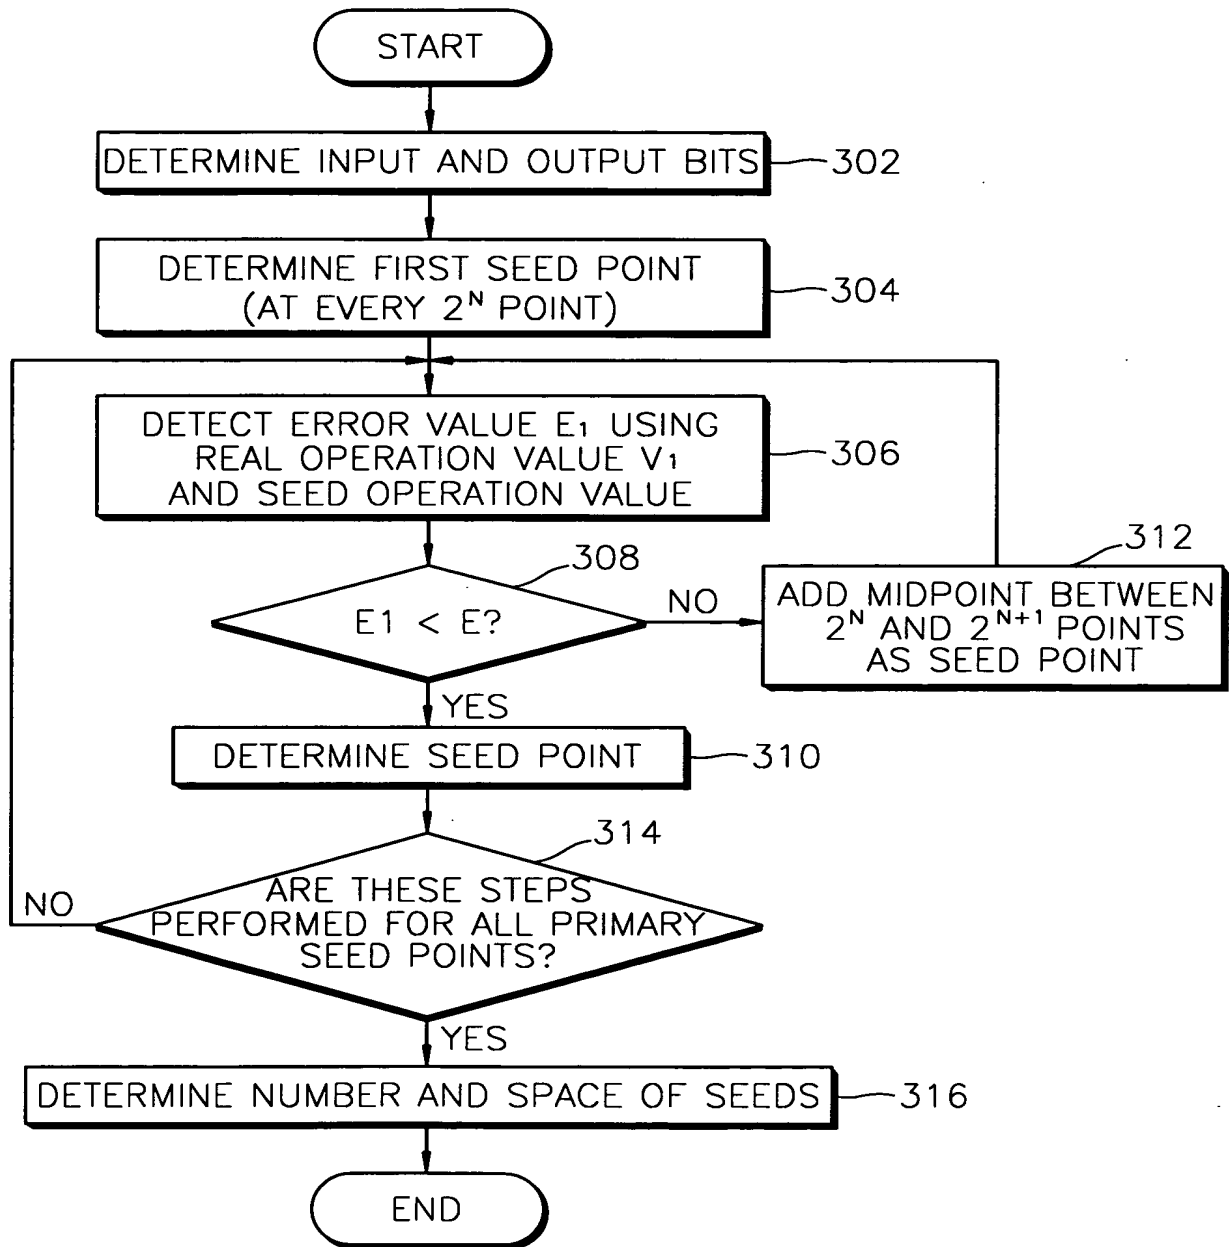 START
DETERMINE INPUT AND OUTPUT BITS
302
DETERMINE FIRST SEED POINT
(AT EVERY 2^N POINT)
304
DETECT ERROR VALUE E₁ USING
REAL OPERATION VALUE V₁
AND SEED OPERATION VALUE
306
308
E1 < E?
NO
312
ADD MIDPOINT BETWEEN
2^N AND 2^N+1 POINTS
AS SEED POINT
YES
DETERMINE SEED POINT
310
314
ARE THESE STEPS
PERFORMED FOR ALL PRIMARY
SEED POINTS?
NO
YES
DETERMINE NUMBER AND SPACE OF SEEDS
316
END